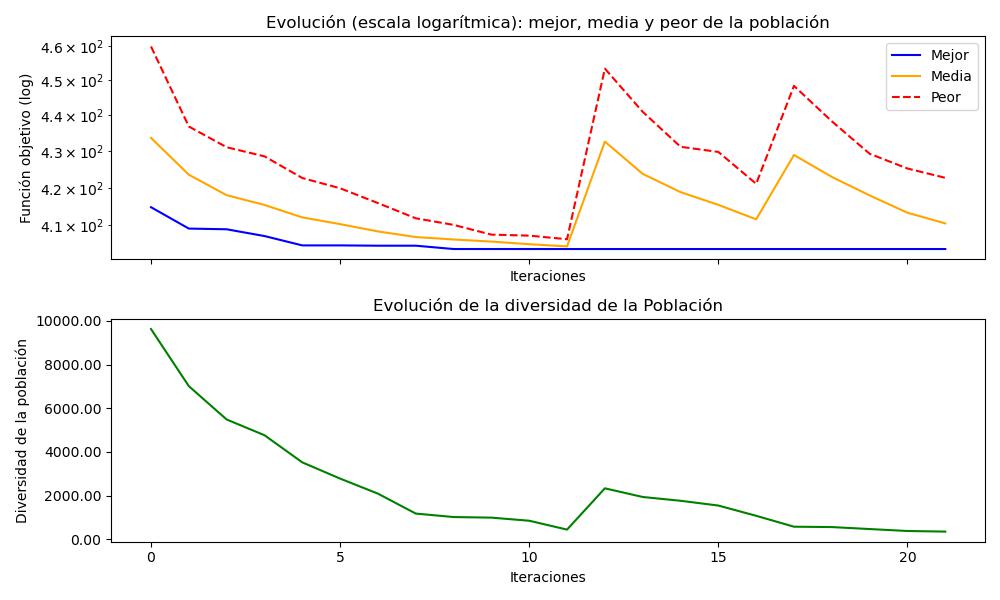 Evolución (escala logarítmica): mejor, media y peor de la población
Función objetivo (log)
4.6 × 10²
4.5 × 10²
4.4 × 10²
4.3 × 10²
4.2 × 10²
4.1 × 10²
Mejor
Media
Peor
Iteraciones
Evolución de la diversidad de la Población
Diversidad de la población
10000.00
8000.00
6000.00
4000.00
2000.00
0.00
0 5 10 15 20
Iteraciones